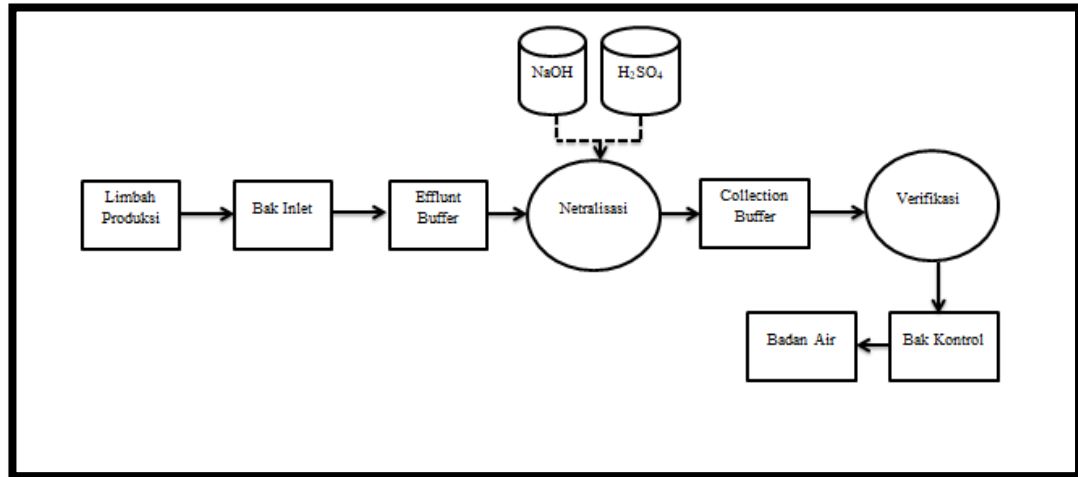 NaOH
H₂SO₄
Limbah
Produksi
Bak Inlet
Efflunt
Buffer
Netralisasi
Collection
Buffer
Verifikasi
Badan Air
Bak Kontrol